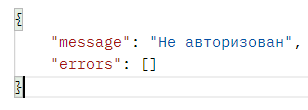 {
"message": "Не авторизован",
"errors": []
}